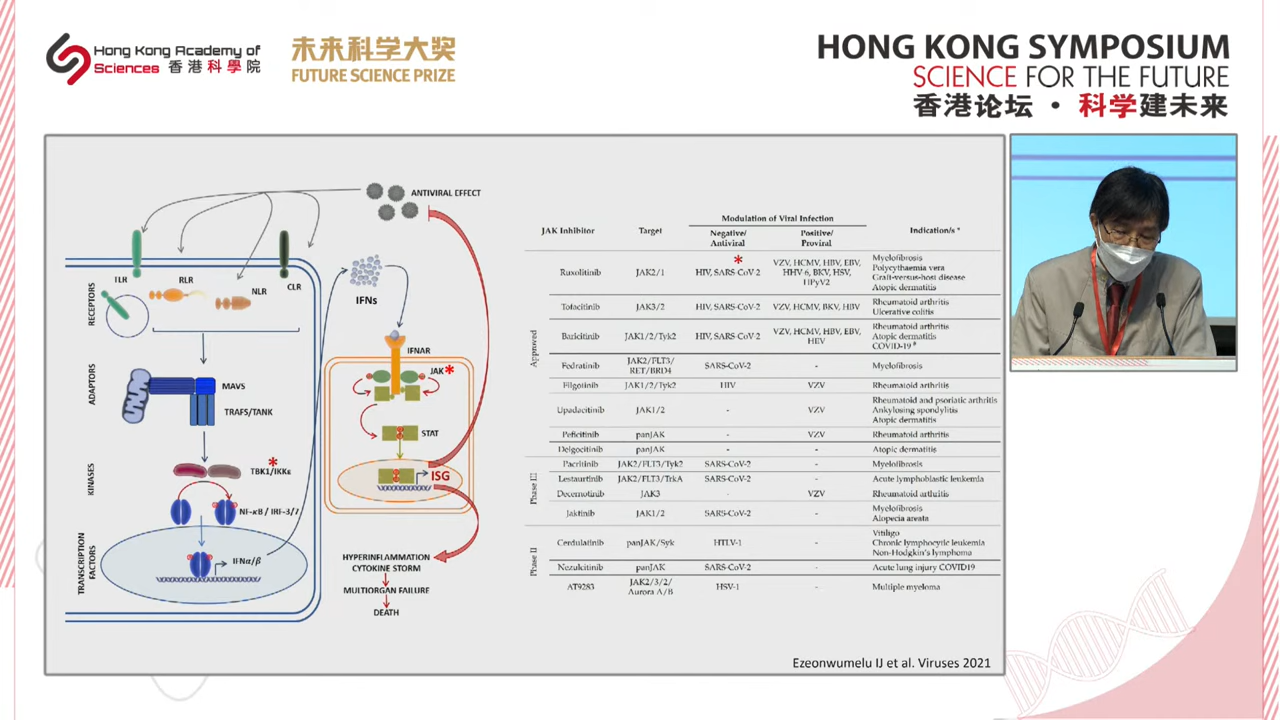 Hong Kong Academy of
Sciences 香港科學院
未来科学大奖
FUTURE SCIENCE PRIZE
HONG KONG SYMPOSIUM
SCIENCE FOR THE FUTURE
香港论坛 · 科学建未来
ANTIVIRAL EFFECT
TLR
RLR
NLR
CLR
RECEPTORS
IFNs
IFNAR
JAK*
ADAPTORS
MAVS
TRAFS/TANK
STAT
KINASES
*
TBK1/IKKε
ISG
NF-κB / IRF-3/7
TRANSCRIPTION
FACTORS
IFNα/β
HYPERINFLAMMATION
CYTOKINE STORM
MULTIORGAN FAILURE
DEATH
Modulation of Viral Infection
JAK Inhibitor Target Negative/ Antiviral Positive/ Proviral Indication/s *
*
Approved
Ruxolitinib JAK2/1 HIV, SARS-CoV-2 VZV, HCMV, HBV, EBV, HHV-6, BKV, HSV, HPyV2 Myelofibrosis
Polycythaemia vera
Graft-versus-host disease
Atopic dermatitis
Tofacitinib JAK3/2 HIV, SARS-CoV-2 VZV, HCMV, BKV, HBV Rheumatoid arthritis
Ulcerative colitis
Baricitinib JAK1/2/Tyk2 HIV, SARS-CoV-2 VZV, HCMV, HBV, EBV, HEV Rheumatoid arthritis
Atopic dermatitis
COVID-19 #
Fedratinib JAK2/FLT3/ RET/BRD4 SARS-CoV-2 - Myelofibrosis
Filgotinib JAK1/2/Tyk2 HIV VZV Rheumatoid arthritis
Upadacitinib JAK1/2 - VZV Rheumatoid and psoriatic arthritis
Ankylosing spondylitis
Atopic dermatitis
Peficitinib panJAK - VZV Rheumatoid arthritis
Delgocitinib panJAK - - Atopic dermatitis
Phase III
Pacritinib JAK2/FLT3/Tyk2 SARS-CoV-2 - Myelofibrosis
Lestaurtinib JAK2/FLT3/TrkA SARS-CoV-2 - Acute lymphoblastic leukemia
Decernotinib JAK3 - VZV Rheumatoid arthritis
Jaktinib JAK1/2 SARS-CoV-2 - Myelofibrosis
Alopecia areata
Phase II
Cerdulatinib panJAK/Syk HTLV-1 - Vitiligo
Chronic lymphocytic leukemia
Non-Hodgkin's lymphoma
Nezulcitinib panJAK SARS-CoV-2 - Acute lung injury COVID19
AT9283 JAK2/3/2/ Aurora A/B HSV-1 - Multiple myeloma
Ezeonwumelu IJ et al. Viruses 2021